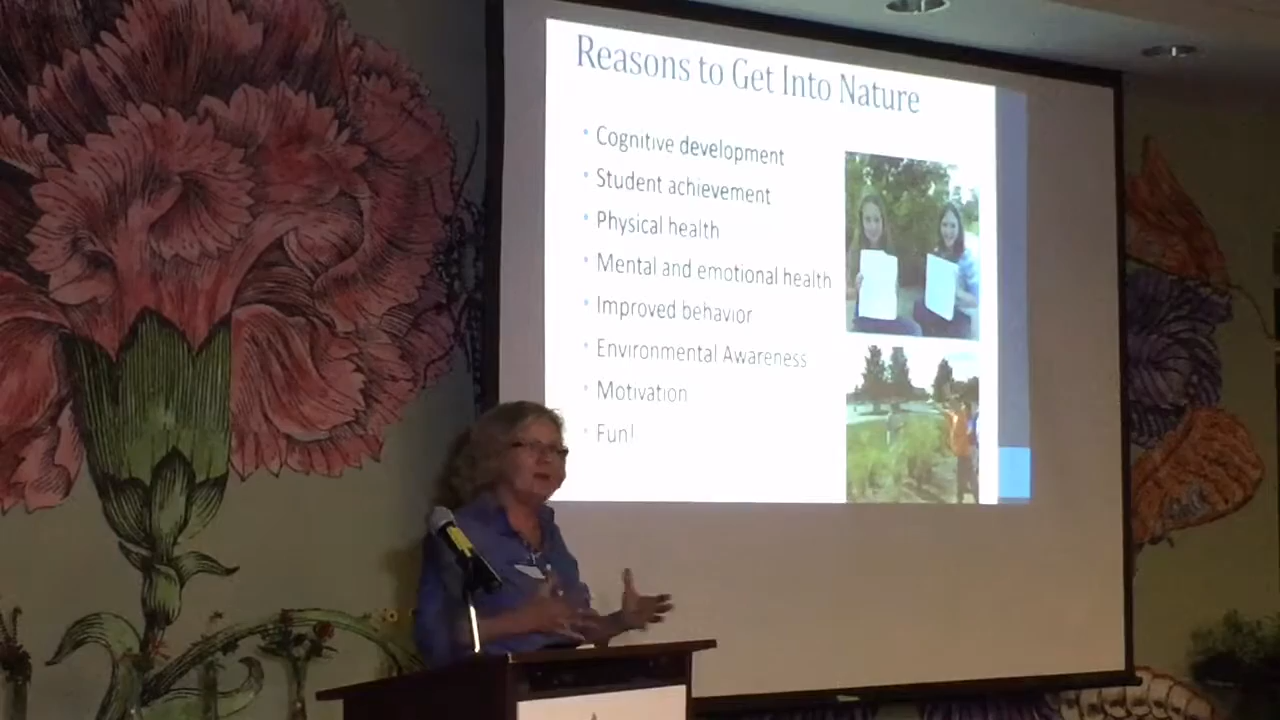 Reasons to Get Into Nature
• Cognitive development
• Student achievement
• Physical health
• Mental and emotional health
• Improved behavior
• Environmental Awareness
• Motivation
• Fun!